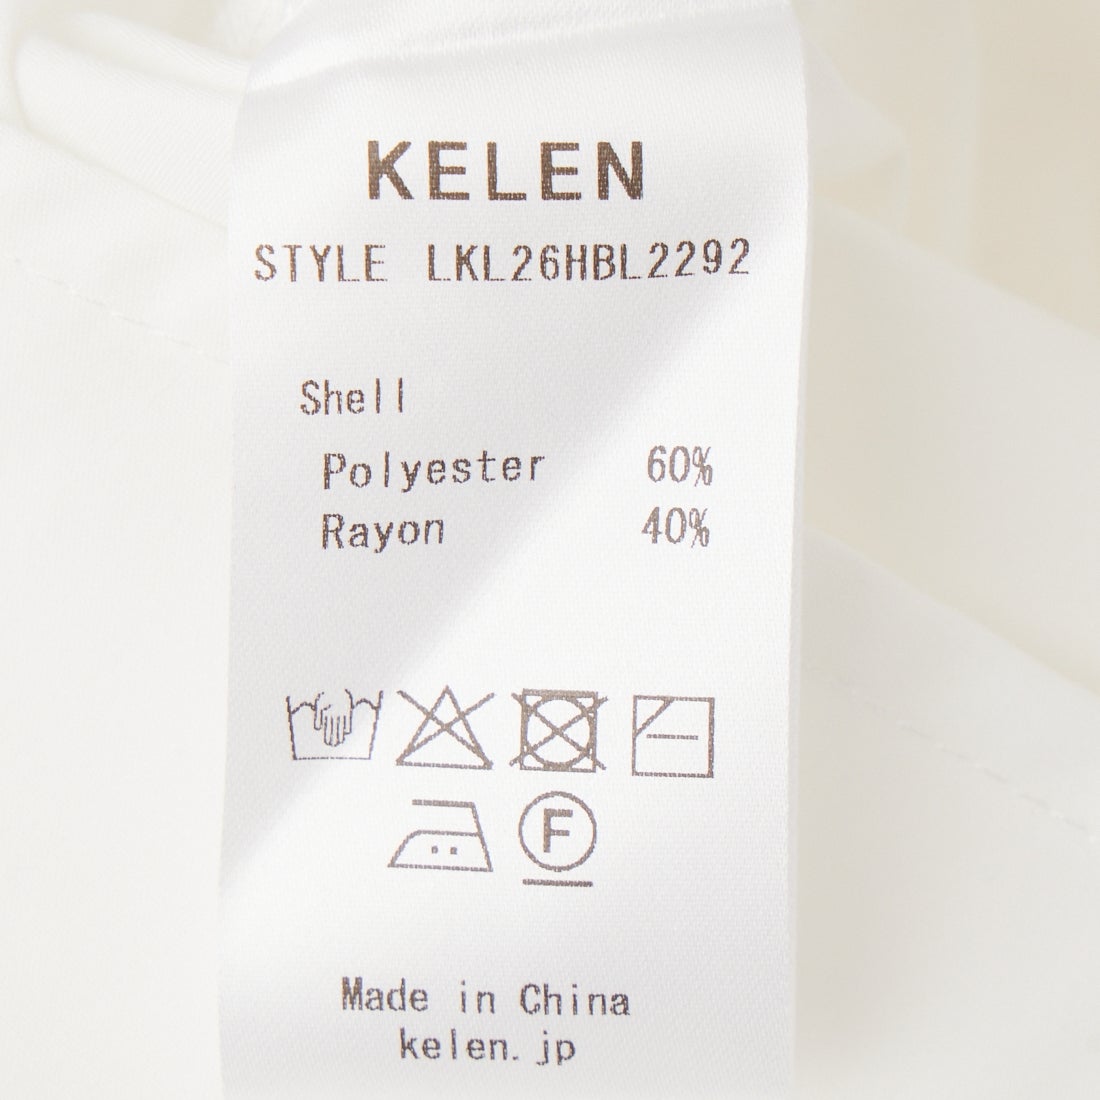 KELEN
STYLE LKL26HBL2292
Shell
Polyester 60%
Rayon 40%
F
Made in China
kelen.jp